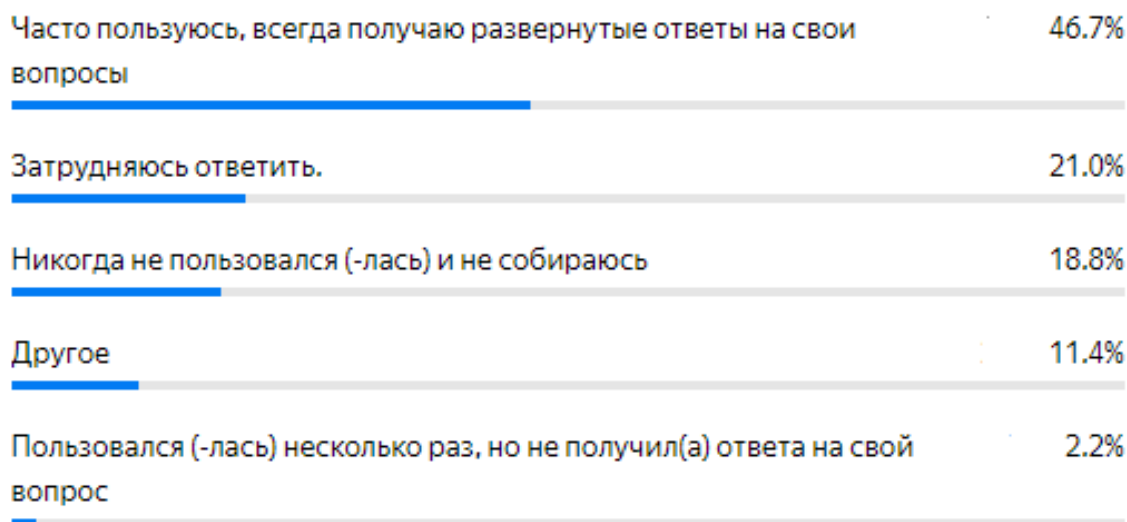 Часто пользуюсь, всегда получаю развернутые ответы на свои 46.7%
вопросы
Затрудняюсь ответить. 21.0%
Никогда не пользовался (-лась) и не собираюсь 18.8%
Другое 11.4%
Пользовался (-лась) несколько раз, но не получил(а) ответа на свой 2.2%
вопрос